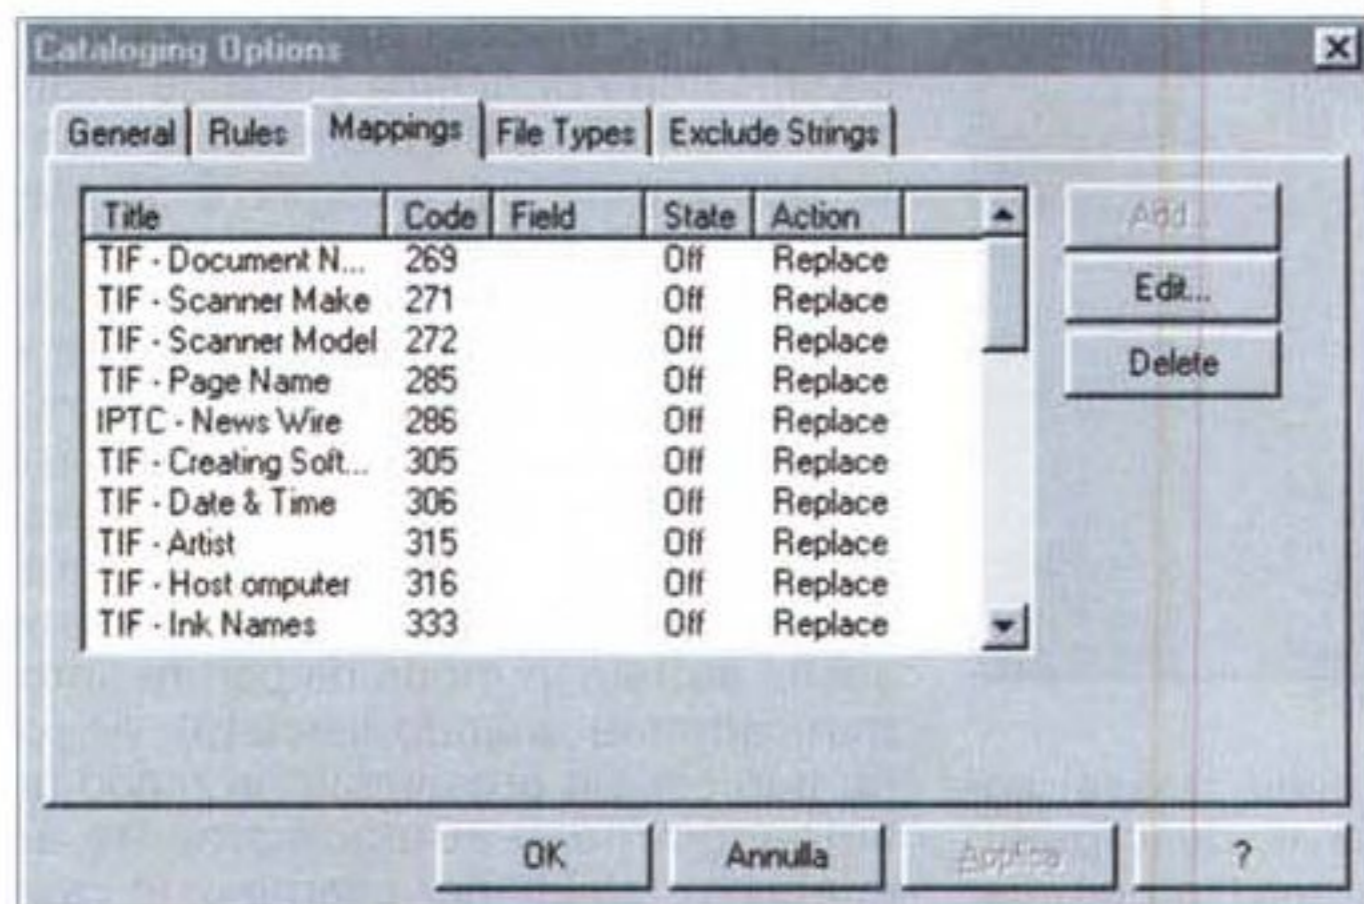 Cataloging Options
General Rules Mappings File Types Exclude Strings
Title Code Field State Action
TIF - Document N... 269 Off Replace
TIF - Scanner Make 271 Off Replace
TIF - Scanner Model 272 Off Replace
TIF - Page Name 285 Off Replace
IPTC - News Wire 286 Off Replace
TIF - Creating Soft... 305 Off Replace
TIF - Date & Time 306 Off Replace
TIF - Artist 315 Off Replace
TIF - Host omputer 316 Off Replace
TIF - Ink Names 333 Off Replace
Add...
Edit...
Delete
OK Annulla Applica ?